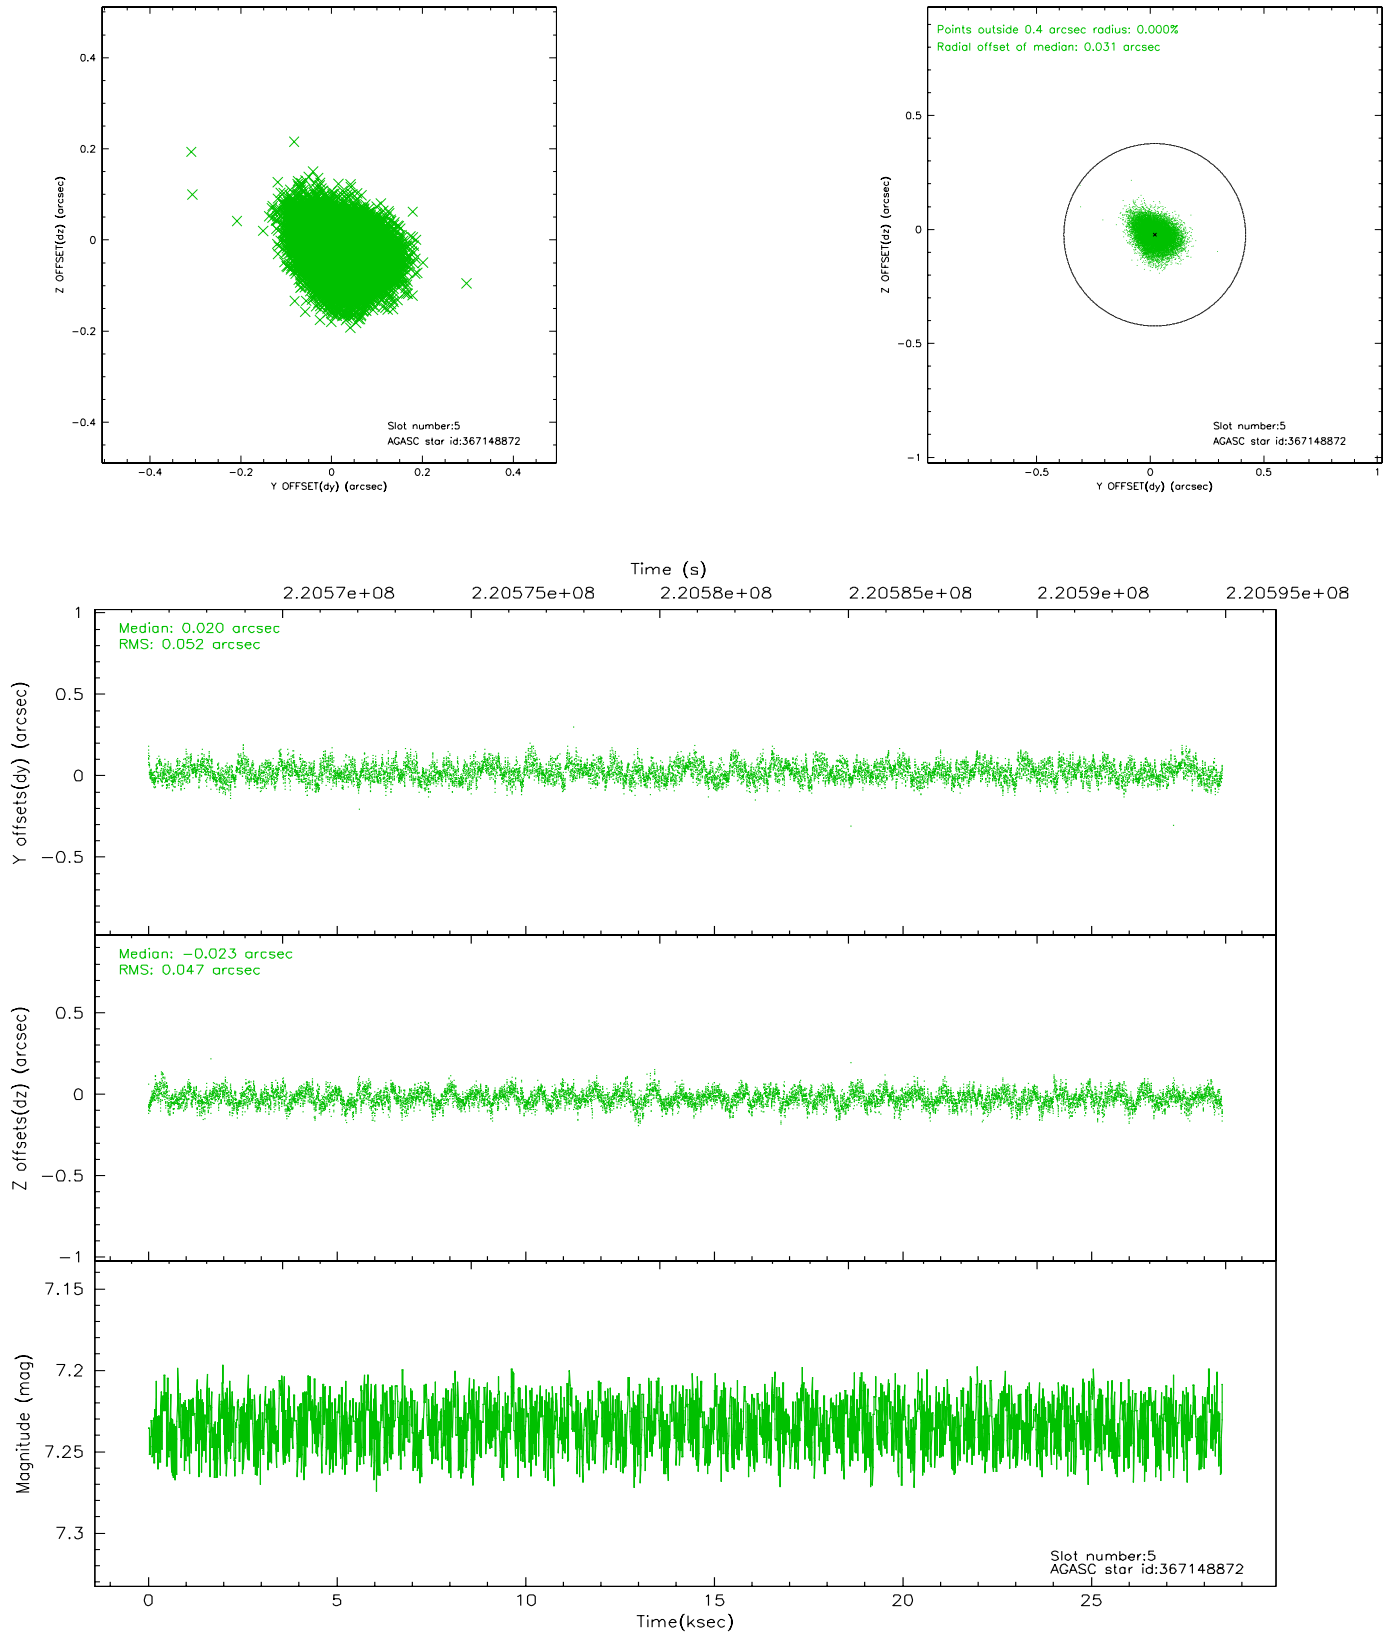 0.4
0.2
0
−0.2
−0.4
Z OFFSET(dz) (arcsec)
Slot number:5
AGASC star id:367148872
−0.4 −0.2 0 0.2 0.4
Y OFFSET(dy) (arcsec)
Points outside 0.4 arcsec radius: 0.000%
Radial offset of median: 0.031 arcsec
0.5
0
−0.5
−1
Z OFFSET(dz) (arcsec)
Slot number:5
AGASC star id:367148872
−0.5 0 0.5 1
Y OFFSET(dy) (arcsec)
Time (s)
2.2057e+08 2.20575e+08 2.2058e+08 2.20585e+08 2.2059e+08 2.20595e+08
Median: 0.020 arcsec
RMS: 0.052 arcsec
1
0.5
0
−0.5
Y offsets(dy) (arcsec)
Median: −0.023 arcsec
RMS: 0.047 arcsec
0.5
0
−0.5
−1
Z offsets(dz) (arcsec)
7.15
7.2
7.25
7.3
Magnitude (mag)
Slot number:5
AGASC star id:367148872
0 5 10 15 20 25
Time(ksec)